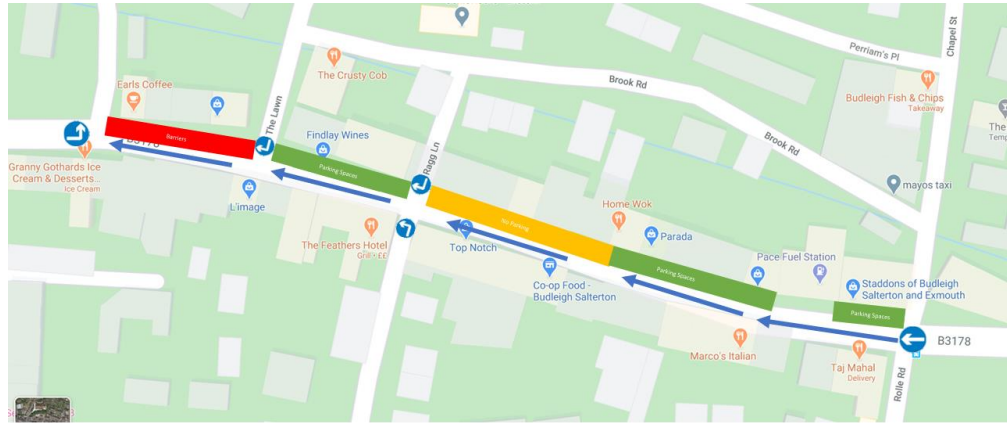 Perriam's Pl
Chapel St
The Crusty Cob
Brook Rd
Earls Coffee
The Lawn
Budleigh Fish & Chips
Takeaway
The
Temp
Findlay Wines
Barriers
B3178
Ragg Ln
Brook Rd
Granny Gothards Ice
Cream & Desserts...
Ice Cream
Parking Spaces
mayos taxi
L'image
Home Wok
No Parking
Parada
The Feathers Hotel
Grill • ££
Top Notch
Pace Fuel Station
Parking Spaces
Co-op Food -
Budleigh Salterton
Staddons of Budleigh
Salterton and Exmouth
Parking Spaces
B3178
Marco's Italian
Taj Mahal
Delivery
Rolle Rd